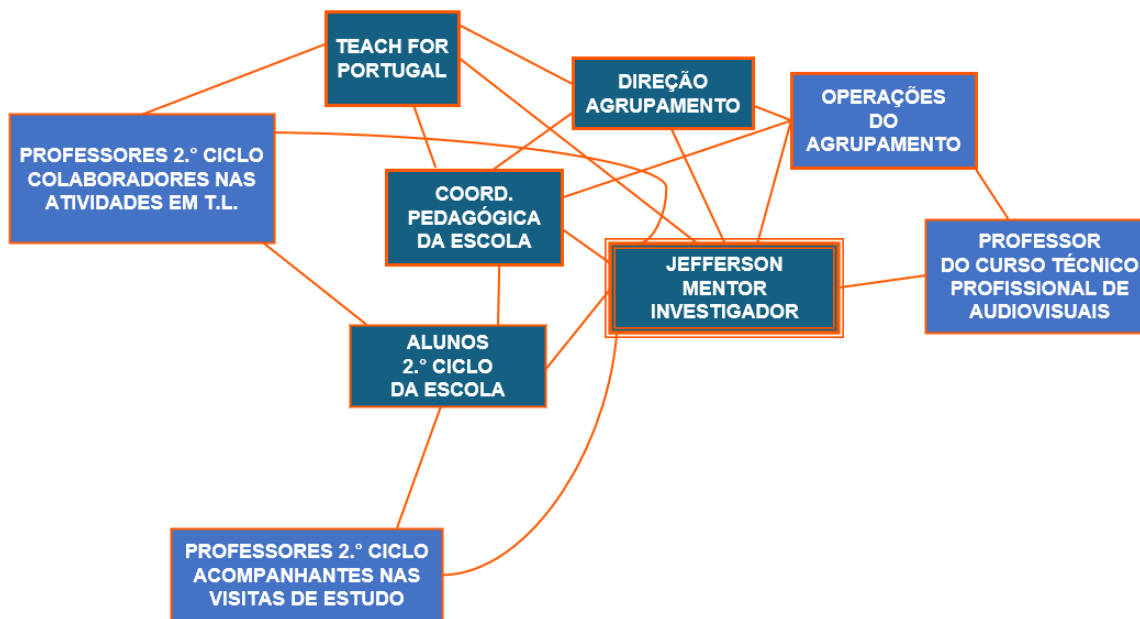 TEACH FOR
PORTUGAL
DIREÇÃO
AGRUPAMENTO
OPERAÇÕES
DO
AGRUPAMENTO
PROFESSORES 2.º CICLO
COLABORADORES NAS
ATIVIDADES EM T.L.
COORD.
PEDAGÓGICA
DA ESCOLA
PROFESSOR
DO CURSO TÉCNICO
PROFISSIONAL DE
AUDIOVISUAIS
JEFFERSON
MENTOR
INVESTIGADOR
ALUNOS
2.º CICLO
DA ESCOLA
PROFESSORES 2.º CICLO
ACOMPANHANTES NAS
VISITAS DE ESTUDO